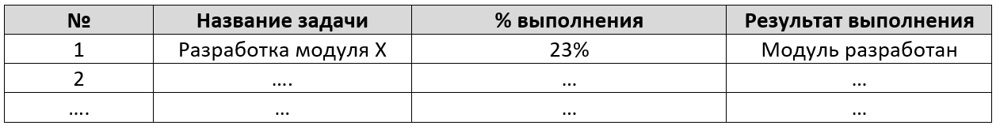 № Название задачи % выполнения Результат выполнения
1 Разработка модуля X 23% Модуль разработан
2 …. … …
…. … … …